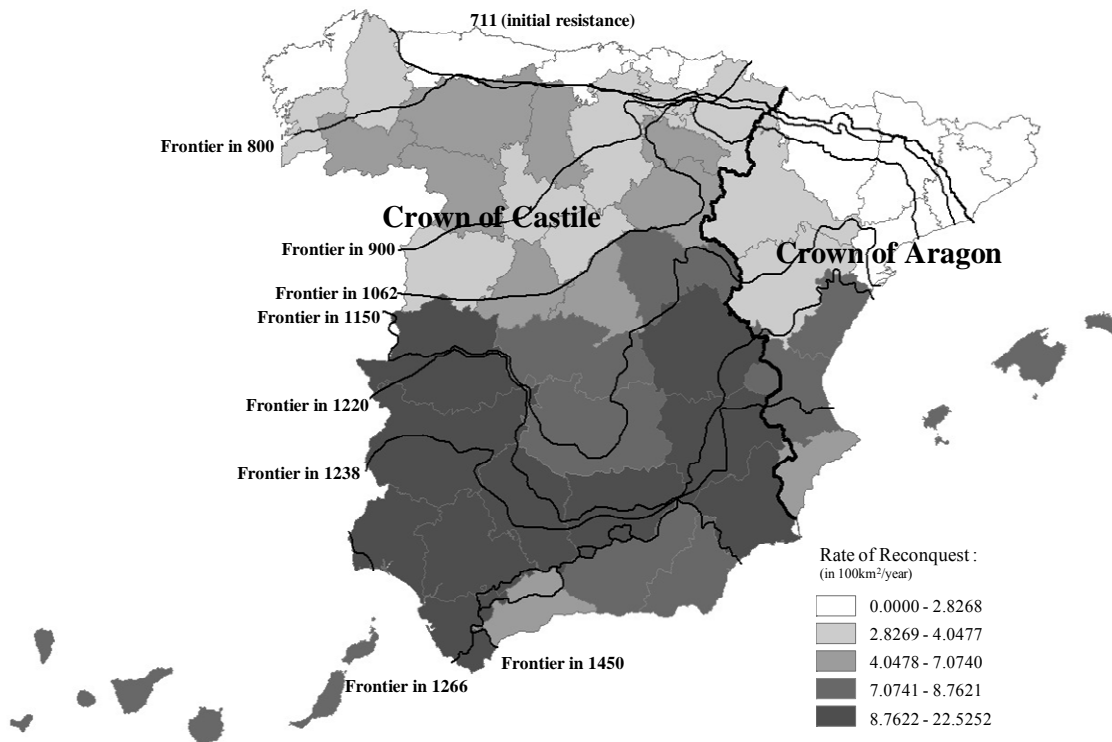 711 (initial resistance)
Frontier in 800
Crown of Castile
Frontier in 900
Crown of Aragon
Frontier in 1062
Frontier in 1150
Frontier in 1220
Frontier in 1238
Frontier in 1450
Frontier in 1266
Rate of Reconquest :
(in 100km²/year)
0.0000 - 2.8268
2.8269 - 4.0477
4.0478 - 7.0740
7.0741 - 8.7621
8.7622 - 22.5252